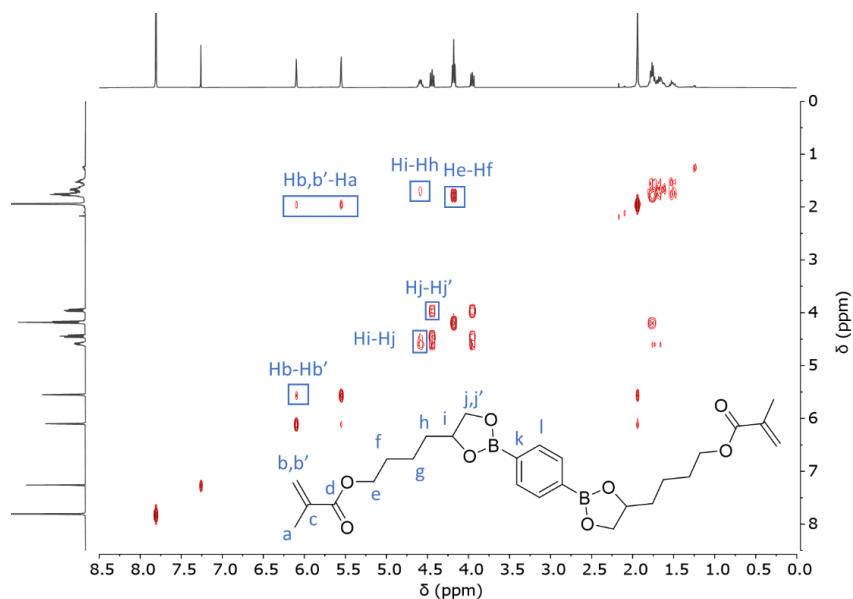 0
1
Hi-Hh
He-Hf
Hb,b’-Ha
2
3
δ (ppm)
Hj-Hj’
4
Hi-Hj
Hb-Hb’
5
j,j’
O
O
6
h
i
l
O
B
k
f
O
b,b’
g
O
7
d
O
B
e
O
O
a
c
O
8
8.5 8.0 7.5 7.0 6.5 6.0 5.5 5.0 4.5 4.0 3.5 3.0 2.5 2.0 1.5 1.0 0.5 0.0
δ (ppm)